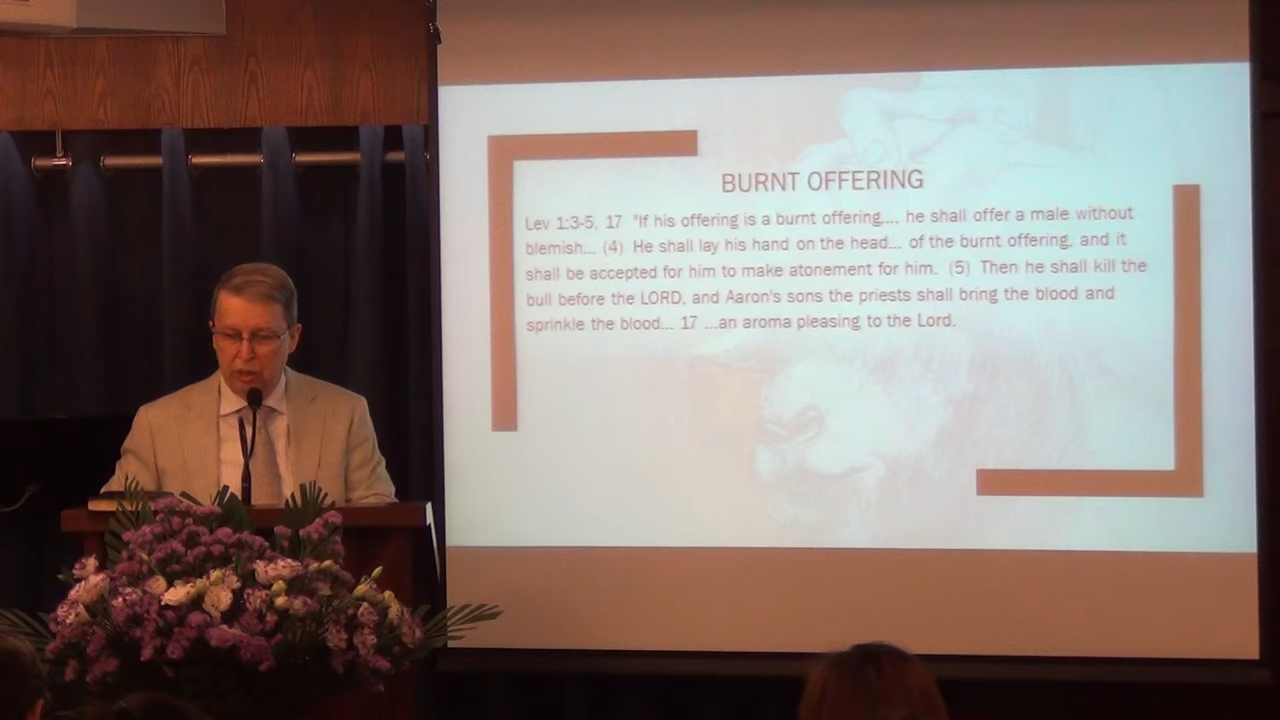 BURNT OFFERING
Lev 1:3-5, 17 "If his offering is a burnt offering,... he shall offer a male without
blemish... (4) He shall lay his hand on the head... of the burnt offering, and it
shall be accepted for him to make atonement for him. (5) Then he shall kill the
bull before the LORD, and Aaron's sons the priests shall bring the blood and
sprinkle the blood... 17 ...an aroma pleasing to the Lord.